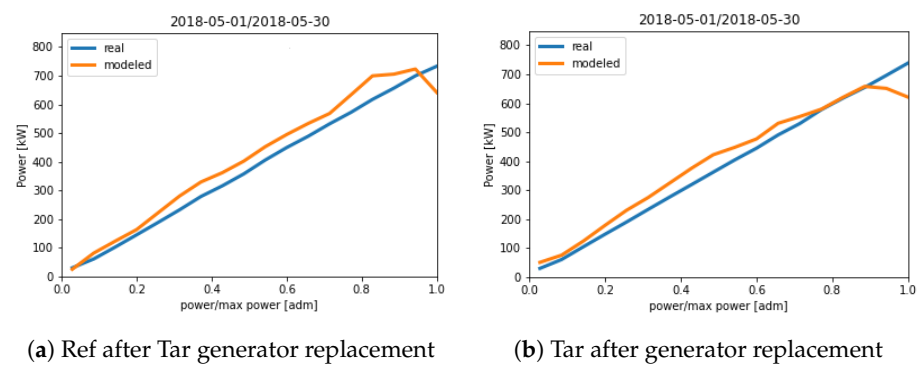 2018-05-01/2018-05-30
real
modeled
Power [kW]
800
700
600
500
400
300
200
100
0
0.0 0.2 0.4 0.6 0.8 1.0
power/max power [adm]
(a) Ref after Tar generator replacement
2018-05-01/2018-05-30
real
modeled
Power [kW]
800
700
600
500
400
300
200
100
0
0.0 0.2 0.4 0.6 0.8 1.0
power/max power [adm]
(b) Tar after generator replacement